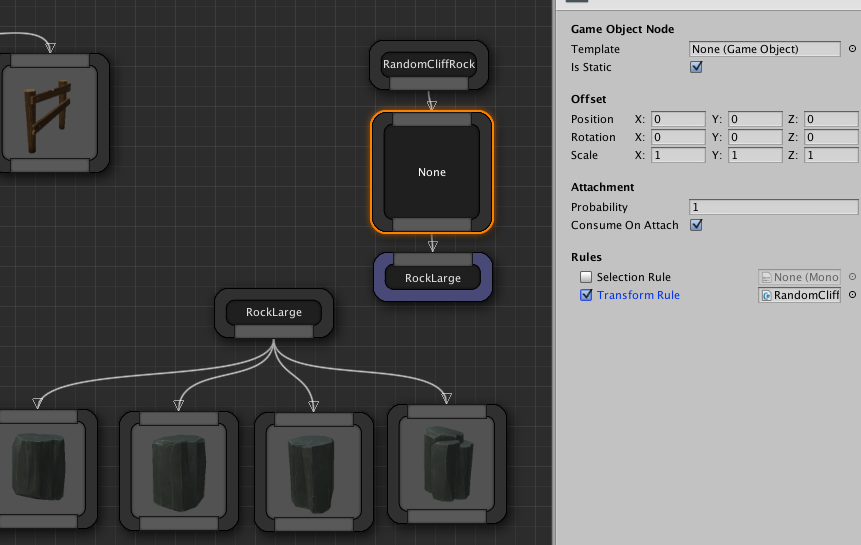 RandomCliffRock
None
RockLarge
RockLarge
Game Object Node
Template None (Game Object)
Is Static
Offset
Position X: 0 Y: 0 Z: 0
Rotation X: 0 Y: 0 Z: 0
Scale X: 1 Y: 1 Z: 1
Attachment
Probability 1
Consume On Attach
Rules
Selection Rule None (Mono
Transform Rule RandomCliff